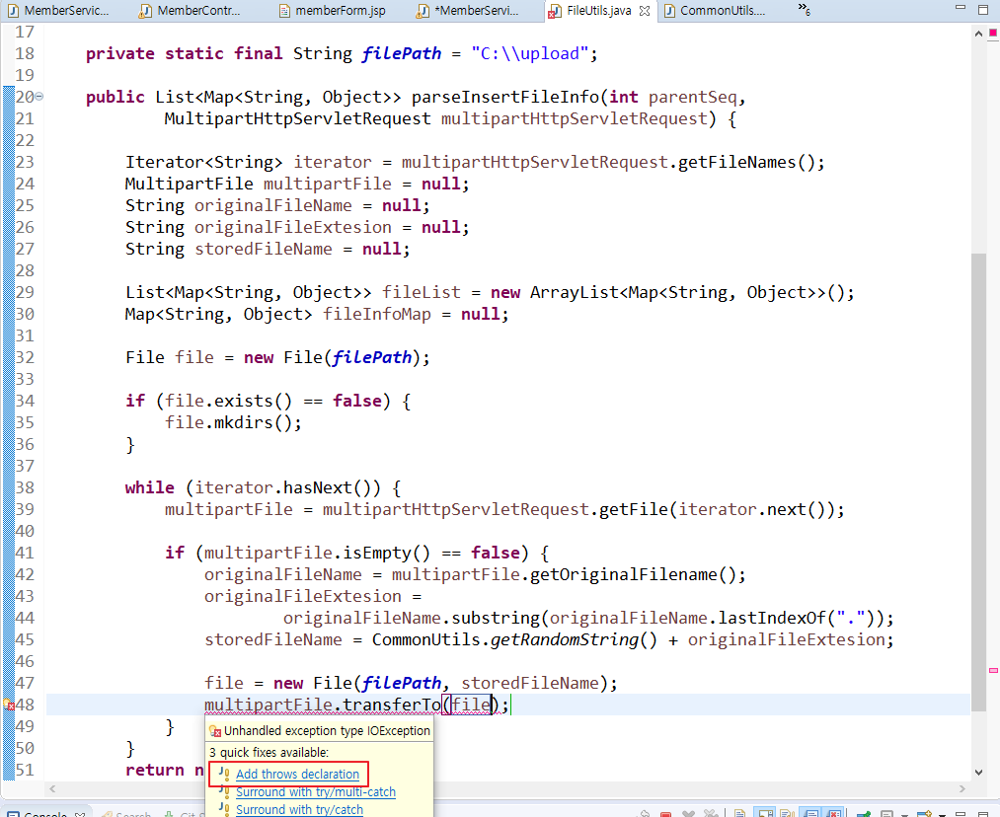 MemberServic...
MemberContr...
memberForm.jsp
*MemberServi...
FileUtils.java
CommonUtils....
»6
17
18 private static final String filePath = "C:\\upload";
19
20 public List<Map<String, Object>> parseInsertFileInfo(int parentSeq,
21 MultipartHttpServletRequest multipartHttpServletRequest) {
22
23 Iterator<String> iterator = multipartHttpServletRequest.getFileNames();
24 MultipartFile multipartFile = null;
25 String originalFileName = null;
26 String originalFileExtesion = null;
27 String storedFileName = null;
28
29 List<Map<String, Object>> fileList = new ArrayList<Map<String, Object>>();
30 Map<String, Object> fileInfoMap = null;
31
32 File file = new File(filePath);
33
34 if (file.exists() == false) {
35 file.mkdirs();
36 }
37
38 while (iterator.hasNext()) {
39 multipartFile = multipartHttpServletRequest.getFile(iterator.next());
40
41 if (multipartFile.isEmpty() == false) {
42 originalFileName = multipartFile.getOriginalFilename();
43 originalFileExtesion =
44 originalFileName.substring(originalFileName.lastIndexOf("."));
45 storedFileName = CommonUtils.getRandomString() + originalFileExtesion;
46
47 file = new File(filePath, storedFileName);
48 multipartFile.transferTo(file);
49 }
50 }
51 return n
Unhandled exception type IOException
3 quick fixes available:
Add throws declaration
Surround with try/multi-catch
Surround with try/catch
Console
Search
Git S